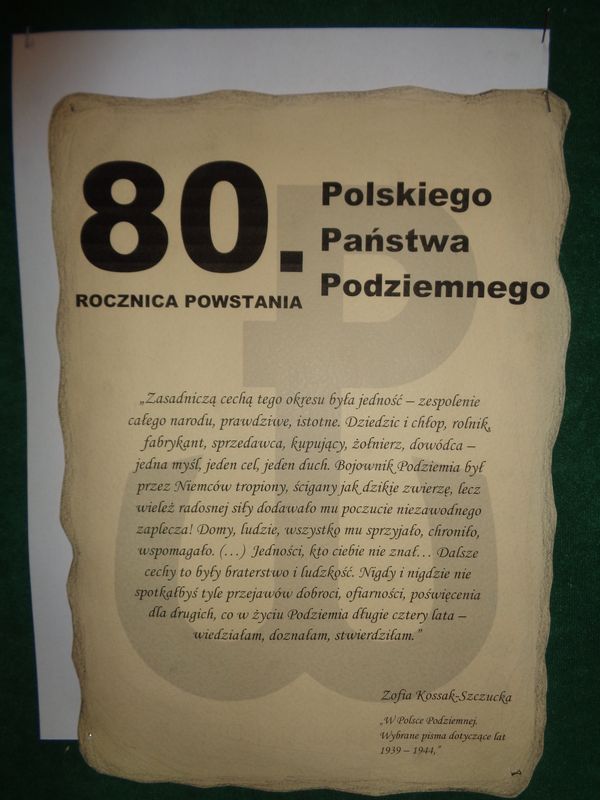 80. Polskiego
Państwa
Podziemnego
ROCZNICA POWSTANIA
„Zasadniczą cechą tego okresu była jedność – zespolenie
całego narodu, prawdziwe, istotne. Dziedzic i chłop, rolnik,
fabrykant, sprzedawca, kupujący, żołnierz, dowódca –
jedna myśl, jeden cel, jeden duch. Bojownik Podziemia był
przez Niemców tropiony, ścigany jak dzikie zwierzę, lecz
wieleż radosnej siły dodawało mu poczucie niezawodnego
zaplecza! Domy, ludzie, wszystko mu sprzyjało, chroniło,
wspomagało. (…) Jedności, kto ciebie nie znał… Dalsze
cechy to były braterstwo i ludzkość. Nigdy i nigdzie nie
spotkałbyś tyle przejawów dobroci, ofiarności, poświęcenia
dla drugich, co w życiu Podziemia długie cztery lata –
wiedziałam, doznałam, stwierdziłam.”
Zofia Kossak-Szczucka
„W Polsce Podziemnej.
Wybrane pisma dotyczące lat
1939 – 1944,”